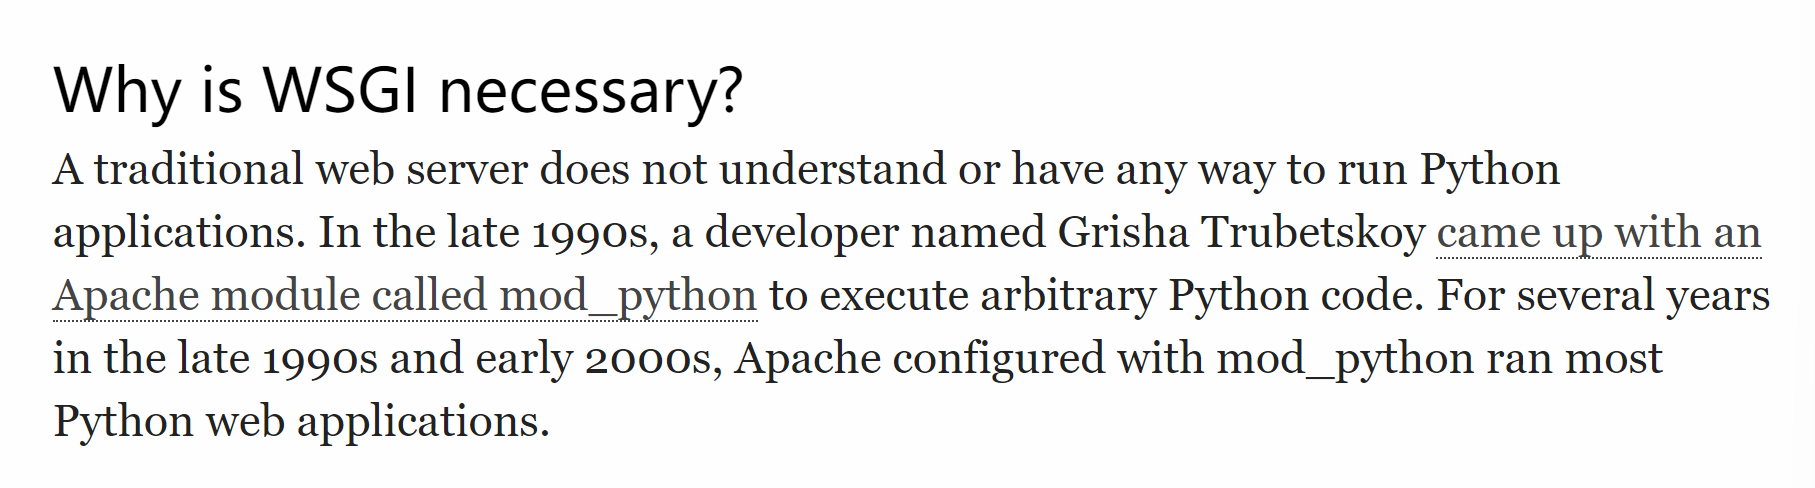 Why is WSGI necessary?
A traditional web server does not understand or have any way to run Python
applications. In the late 1990s, a developer named Grisha Trubetskoy came up with an
Apache module called mod_python to execute arbitrary Python code. For several years
in the late 1990s and early 2000s, Apache configured with mod_python ran most
Python web applications.